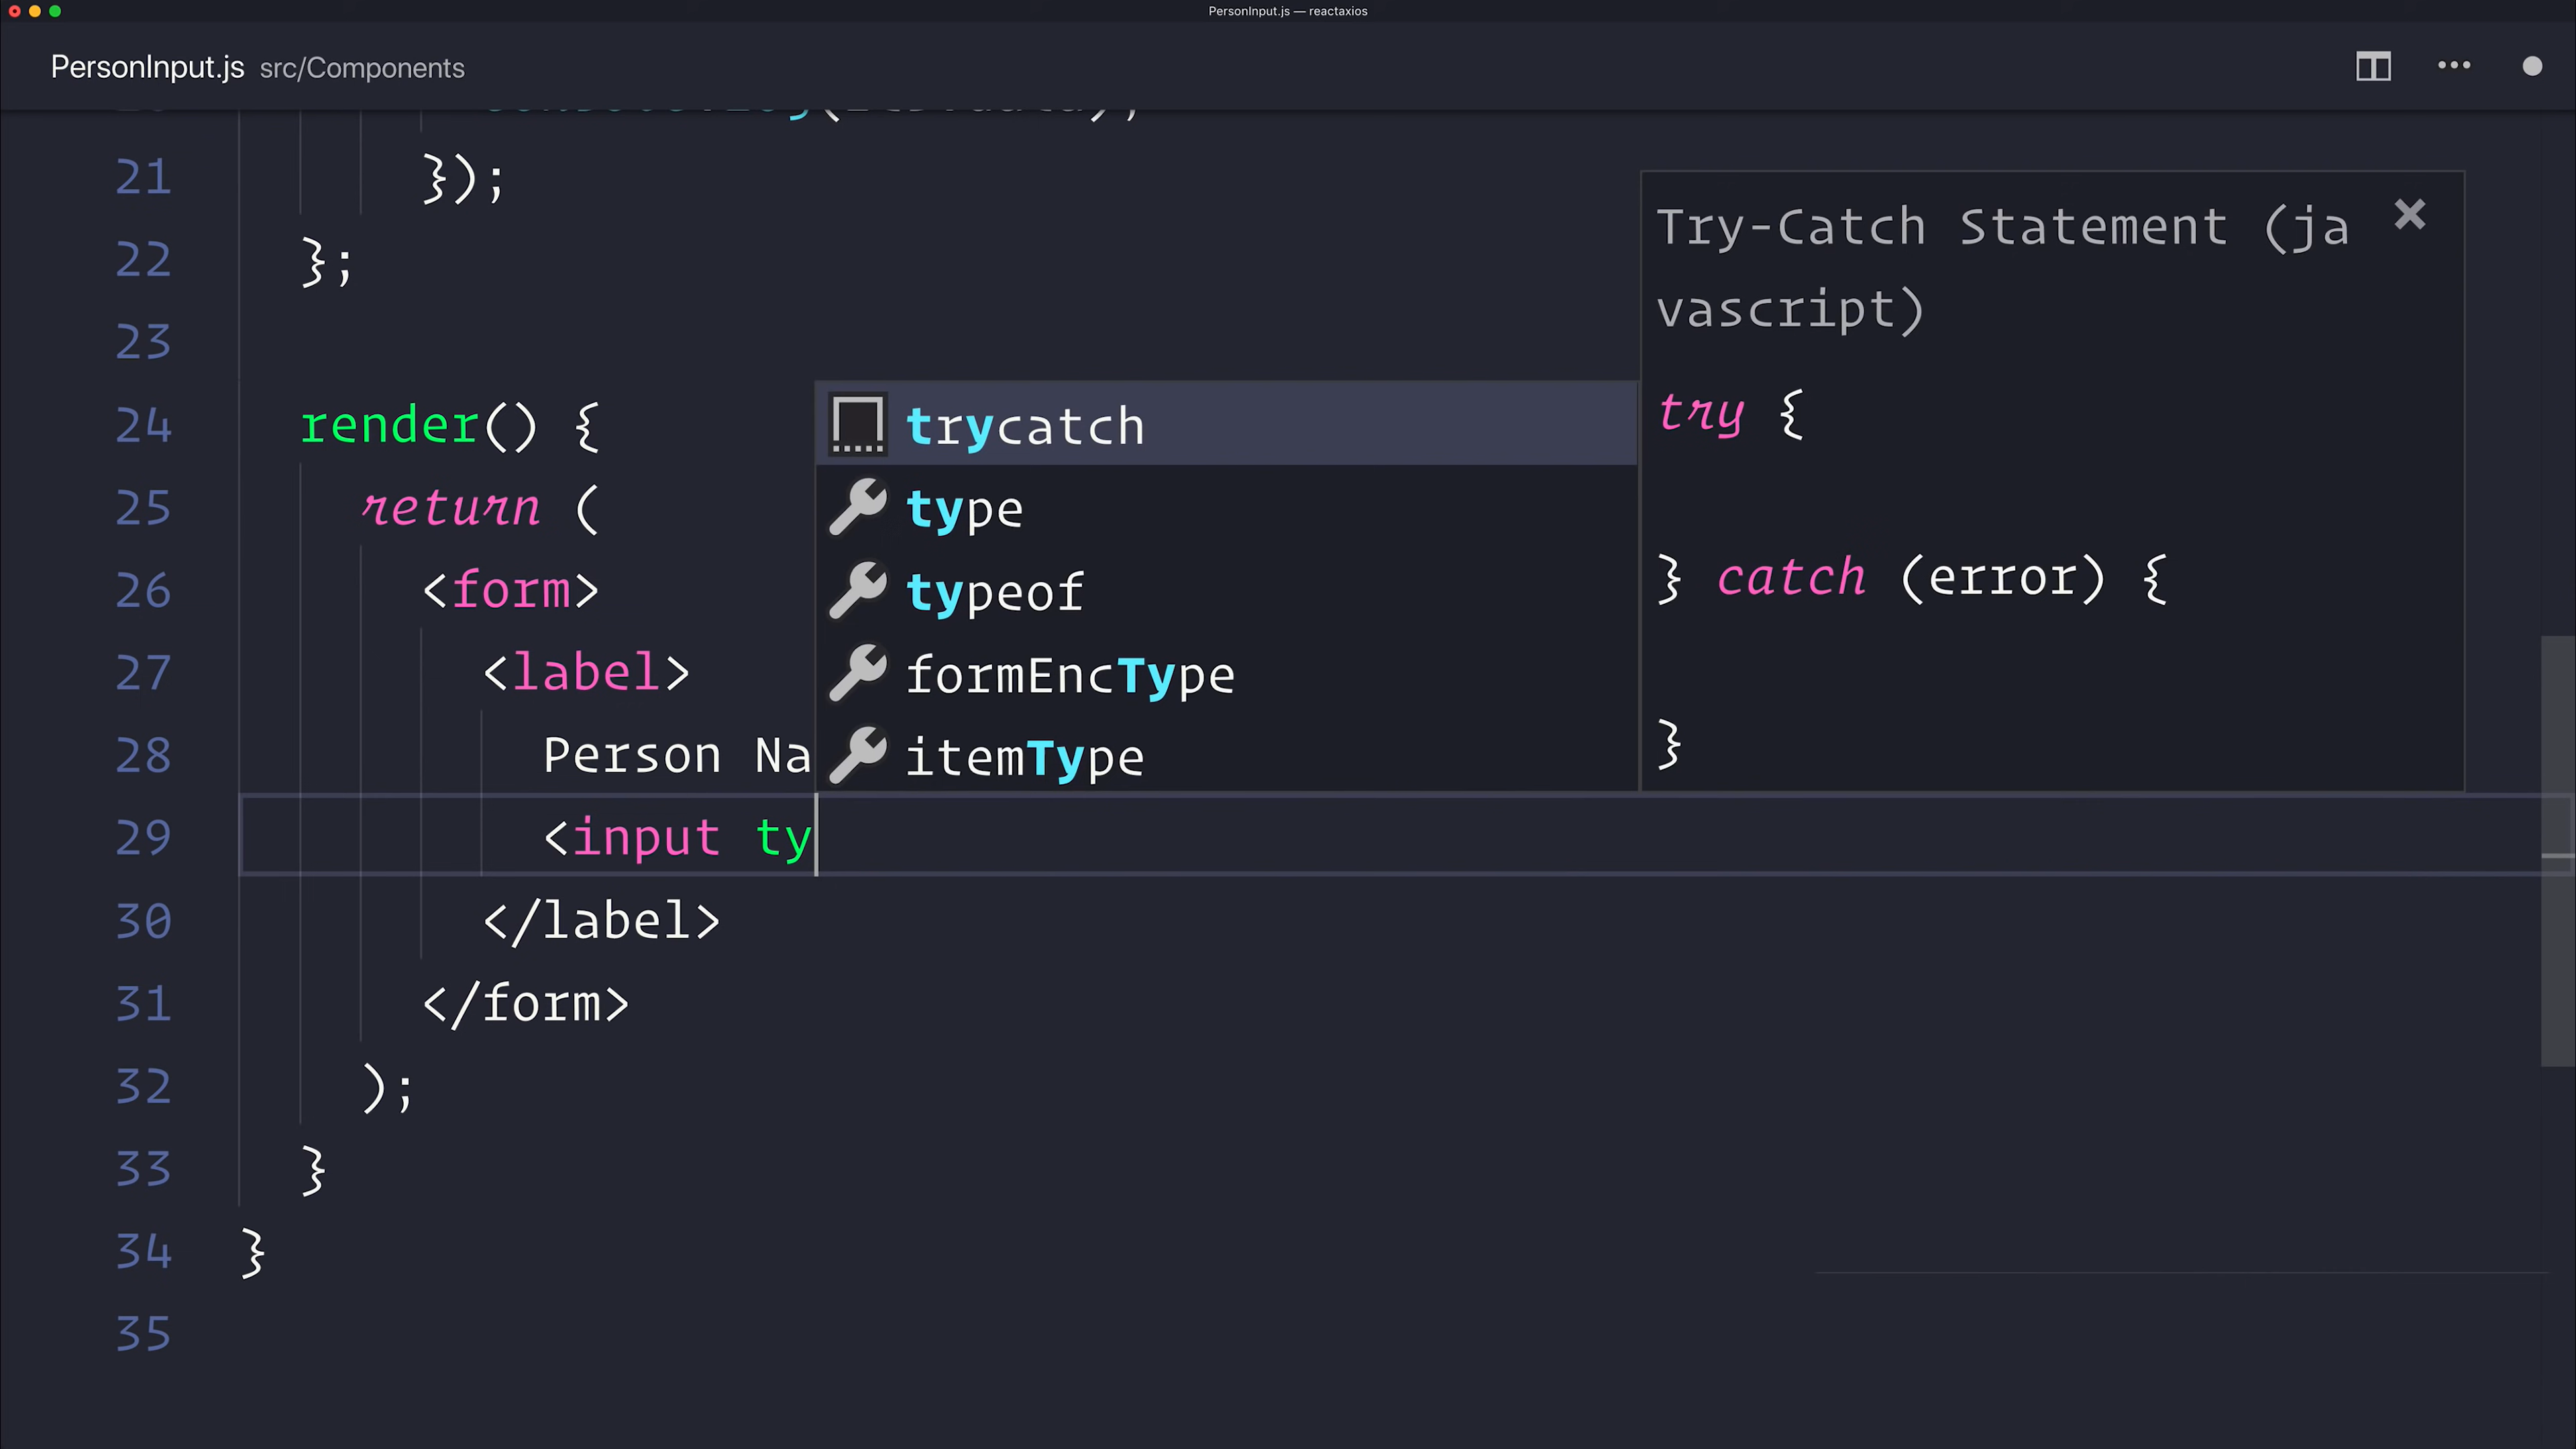 PersonInput.js — reactaxios
PersonInput.js src/Components
21 });
22 };
23
24 render() {
25 return (
26 <form>
27 <label>
28 Person Na
29 <input ty
30 </label>
31 </form>
32 );
33 }
34 }
35
trycatch
type
typeof
formEncType
itemType
Try-Catch Statement (ja
vascript)
try {
} catch (error) {
}